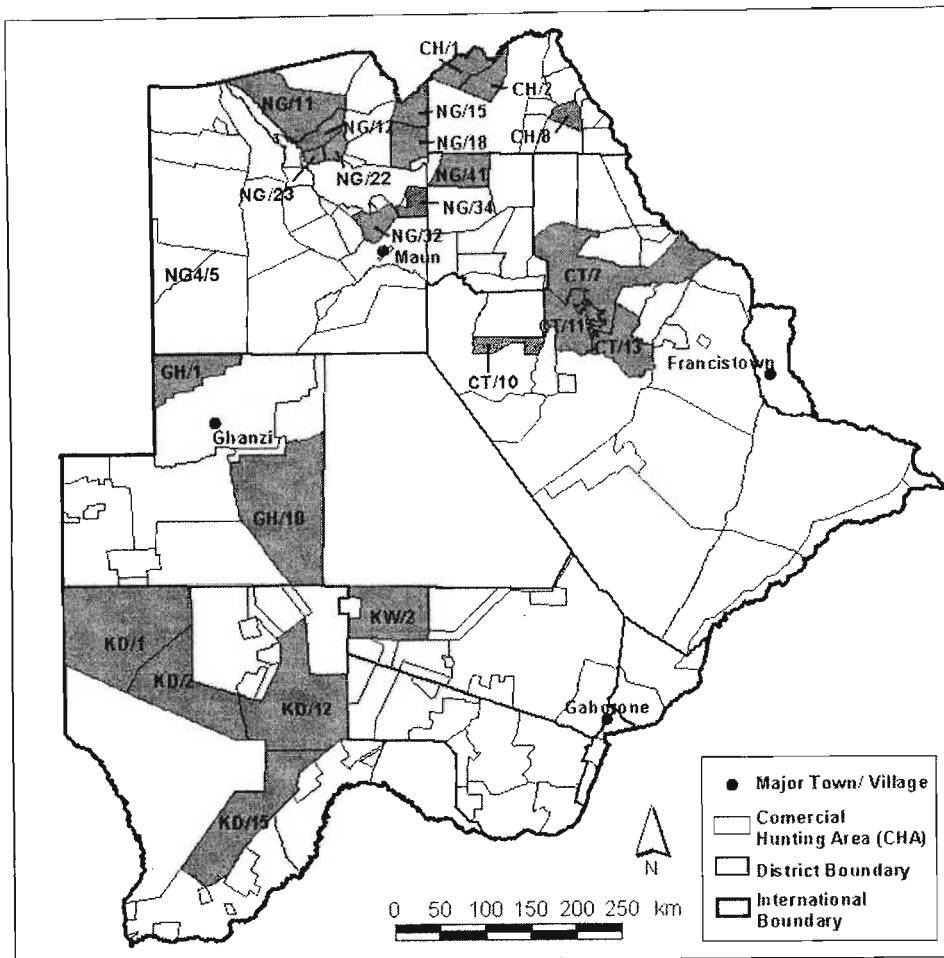 CH/1
CH/2
NG/11
NG/15
NG/12
CH/8
NG/18
NG/22
NG/41
NG/23
NG/34
NG/32
Maun
NG4/5
CT/7
CT/11
CT/13
GH/1
CT/10
Francistown
Ghanzi
GH/10
KW/2
KD/1
KD/2
KD/12
Gaborone
KD/15
Major Town/ Village
Comercial
Hunting Area (CHA)
District Boundary
International
Boundary
N
0 50 100 150 200 250 km